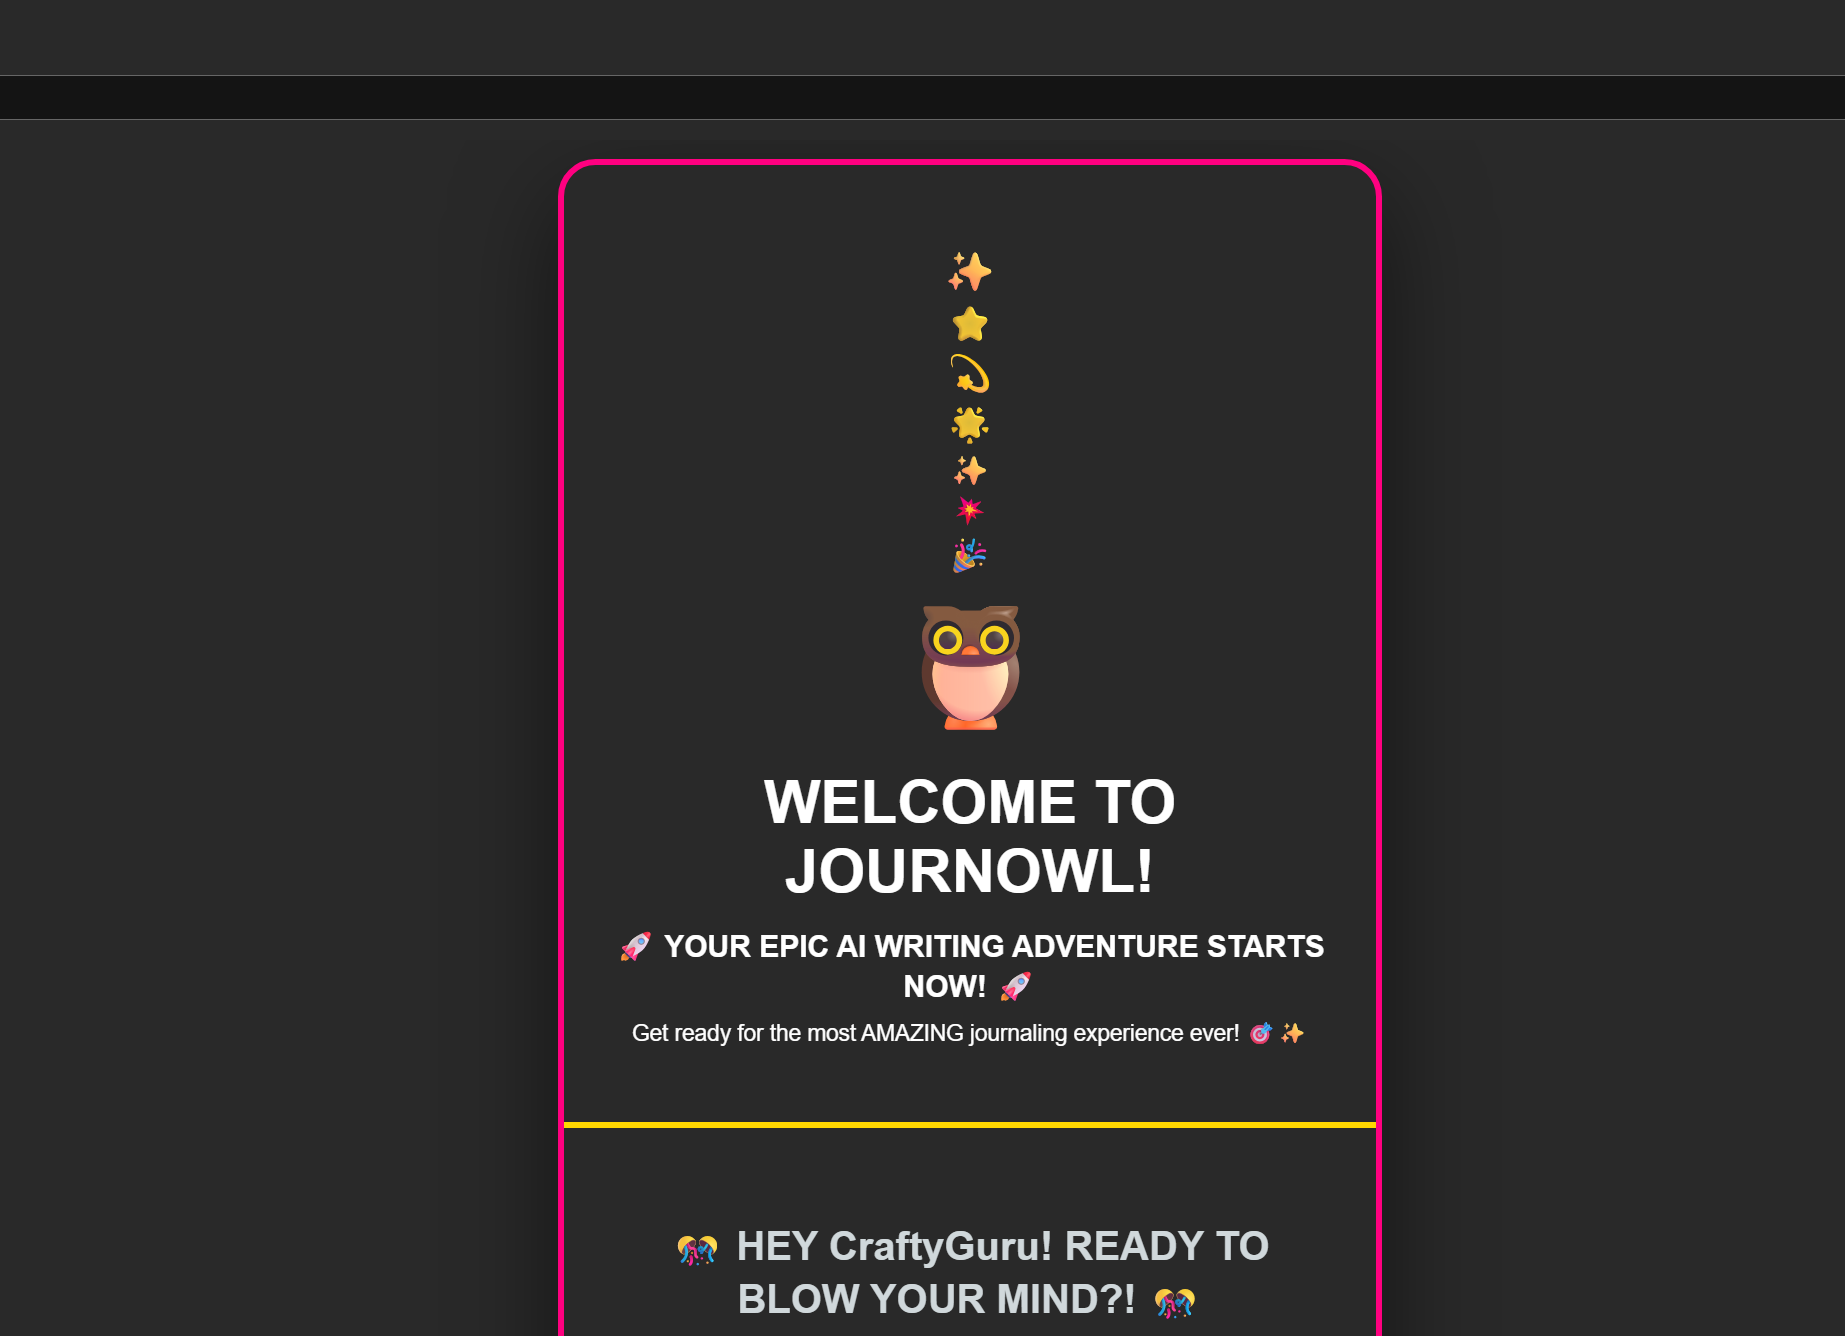 WELCOME TO
JOURNOWL!
🚀 YOUR EPIC AI WRITING ADVENTURE STARTS
NOW! 🚀
Get ready for the most AMAZING journaling experience ever! 🎯 ✨
🎊 HEY CraftyGuru! READY TO
BLOW YOUR MIND?! 🎊